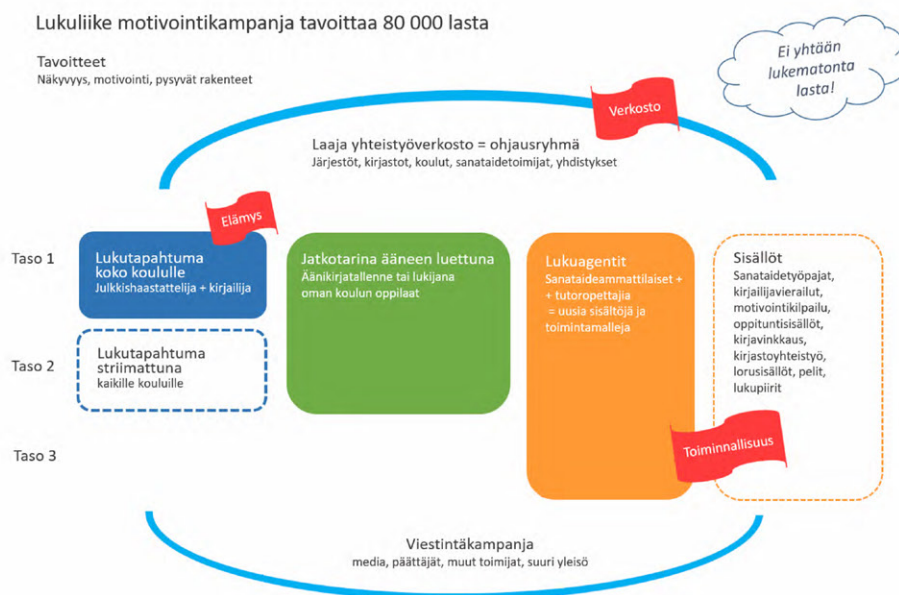 Lukuliike motivointikampanja tavoittaa 80 000 lasta
Tavoitteet
Näkyvyys, motivointi, pysyvät rakenteet
Ei yhtään
lukematonta
lasta!
Verkosto
Laaja yhteistyöverkosto = ohjausryhmä
Järjestöt, kirjastot, koulut, sanataidetoimijat, yhdistykset
Elämys
Taso 1
Lukutapahtuma
koko koululle
Julkkishaastattelija + kirjailija
Jatkotarina ääneen luettuna
Äänikirjatallenne tai lukijana
oman koulun oppilaat
Lukuagentit
Sanataideammattilaiset +
+ tutoropettajia
= uusia sisältöjä ja
toimintamalleja
Sisällöt
Sanataidetyöpajat,
kirjailijavierailut,
motivointikilpailu,
oppituntisisällöt,
kirjavinkkaus,
kirjastoyhteistyö,
lorusisällöt, pelit,
lukupiirit
Taso 2
Lukutapahtuma
striimattuna
kaikille kouluille
Toiminnallisuus
Taso 3
Viestintäkampanja
media, päättäjät, muut toimijat, suuri yleisö